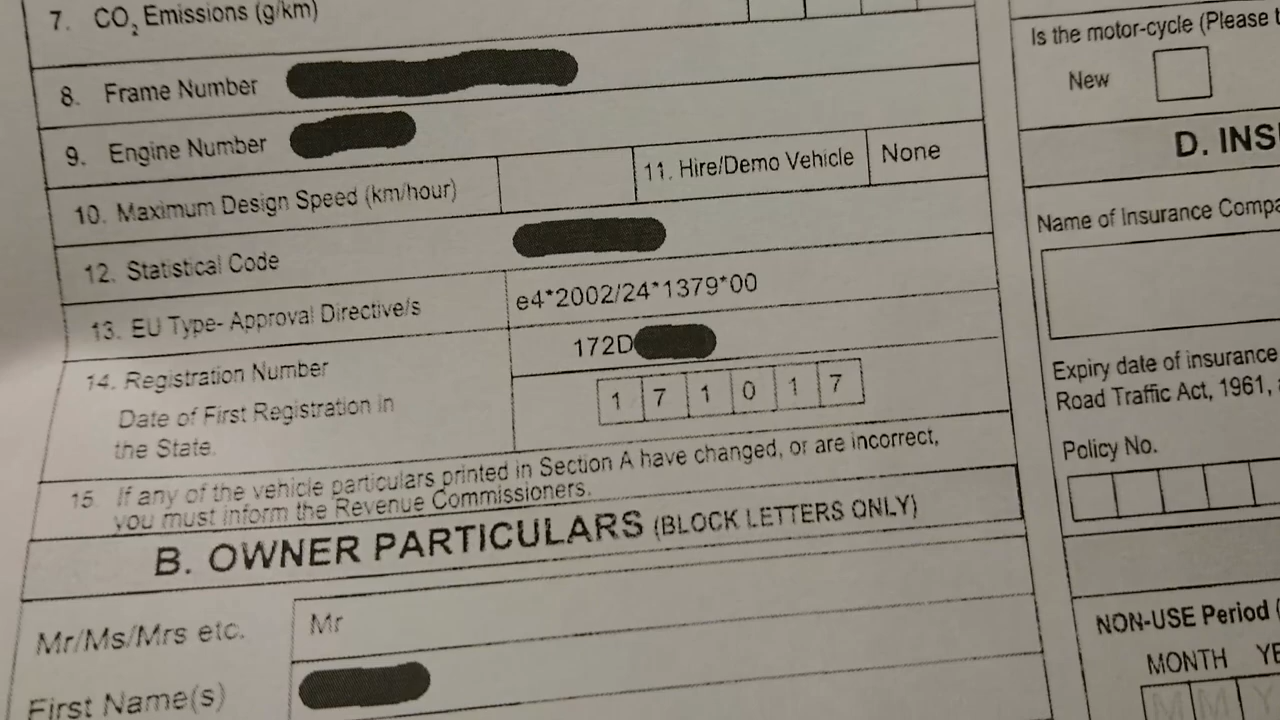 7. CO2 Emissions (g/km)
8. Frame Number
9. Engine Number
10. Maximum Design Speed (km/hour)
11. Hire/Demo Vehicle None
12. Statistical Code
13. EU Type- Approval Directive/s e4*2002/24*1379*00
14. Registration Number 172D
Date of First Registration in
the State.
1 7 1 0 1 7
15. If any of the vehicle particulars printed in Section A have changed, or are incorrect,
you must inform the Revenue Commissioners.
B. OWNER PARTICULARS (BLOCK LETTERS ONLY)
Mr/Ms/Mrs etc. Mr
First Name(s)
Is the motor-cycle (Please
New
D. INS
Name of Insurance Compa
Expiry date of insurance
Road Traffic Act, 1961,
Policy No.
NON-USE Period (
MONTH YE
M M Y